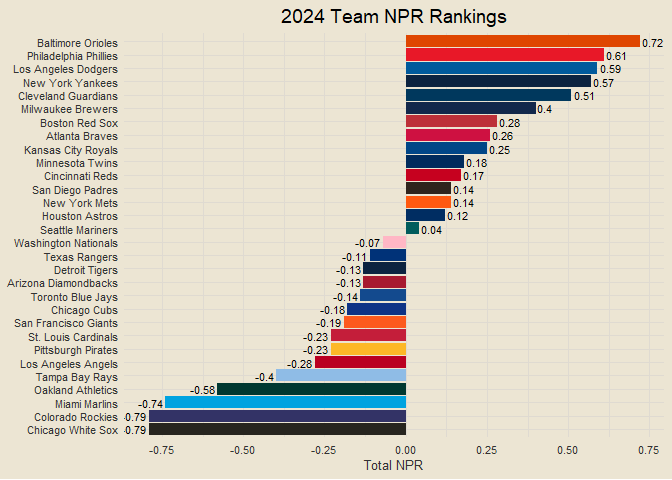 2024 Team NPR Rankings
Baltimore Orioles 0.72
Philadelphia Phillies 0.61
Los Angeles Dodgers 0.59
New York Yankees 0.57
Cleveland Guardians 0.51
Milwaukee Brewers 0.4
Boston Red Sox 0.28
Atlanta Braves 0.26
Kansas City Royals 0.25
Minnesota Twins 0.18
Cincinnati Reds 0.17
San Diego Padres 0.14
New York Mets 0.14
Houston Astros 0.12
Seattle Mariners 0.04
Washington Nationals -0.07
Texas Rangers -0.11
Detroit Tigers -0.13
Arizona Diamondbacks -0.13
Toronto Blue Jays -0.14
Chicago Cubs -0.18
San Francisco Giants -0.19
St. Louis Cardinals -0.23
Pittsburgh Pirates -0.23
Los Angeles Angels -0.28
Tampa Bay Rays -0.4
Oakland Athletics -0.58
Miami Marlins -0.74
Colorado Rockies -0.79
Chicago White Sox -0.79
-0.75 -0.50 -0.25 0.00 0.25 0.50 0.75
Total NPR